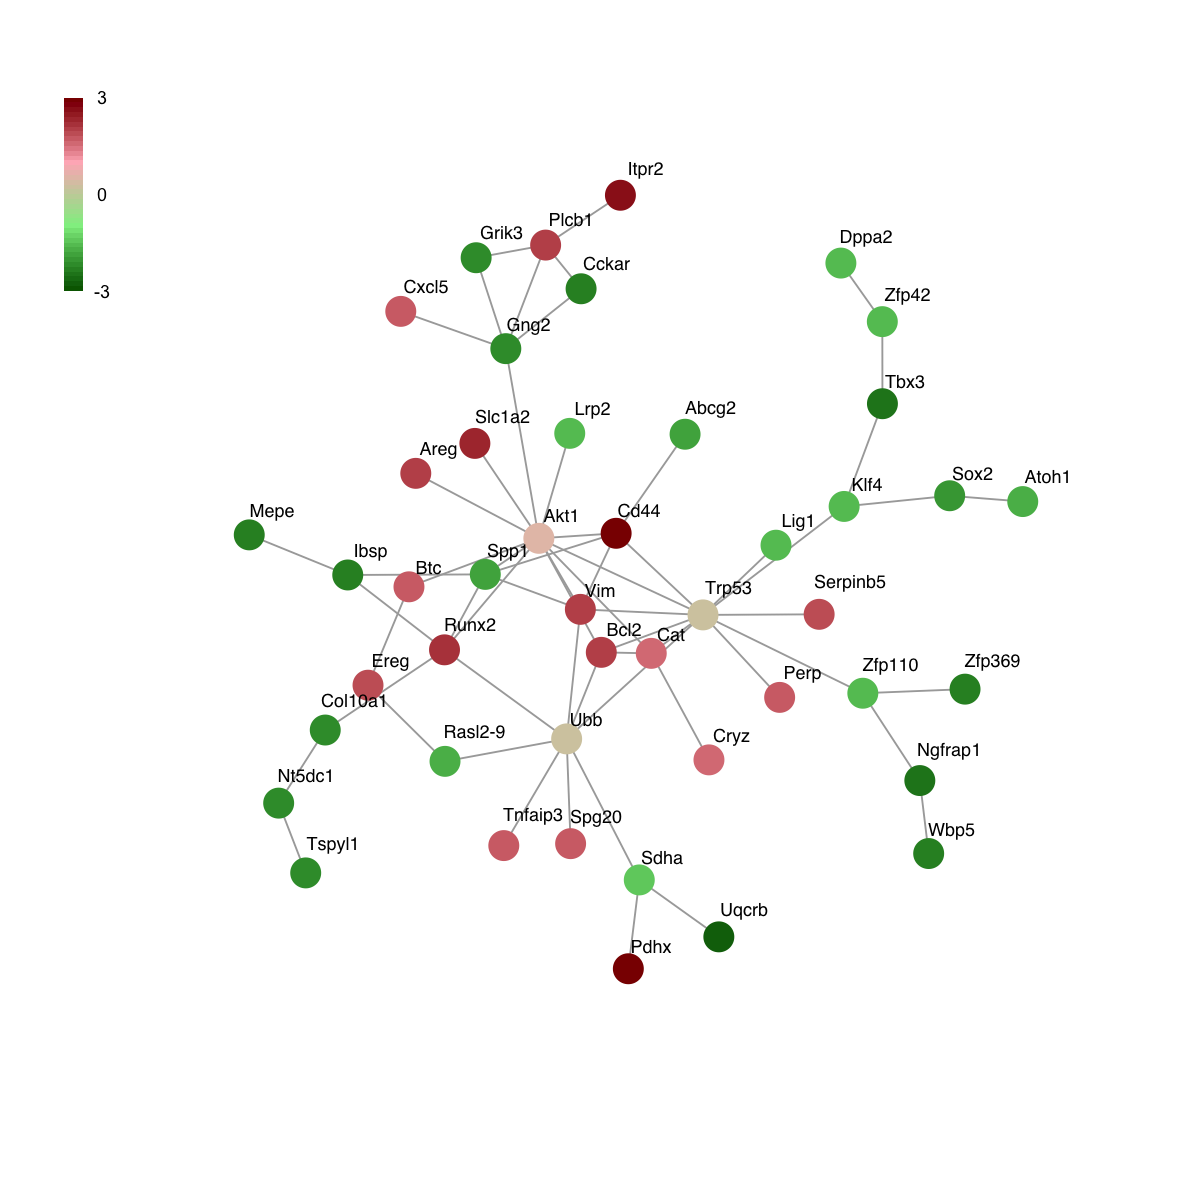 3
0
-3
Itpr2
Plcb1
Grik3
Cckar
Cxcl5
Gng2
Dppa2
Zfp42
Tbx3
Slc1a2
Lrp2
Abcg2
Areg
Klf4
Sox2
Atoh1
Mepe
Akt1
Cd44
Lig1
Ibsp
Btc
Spp1
Vim
Trp53
Serpinb5
Runx2
Bcl2
Cat
Ereg
Perp
Zfp110
Zfp369
Col10a1
Rasl2-9
Ubb
Cryz
Ngfrap1
Nt5dc1
Tnfaip3
Spg20
Wbp5
Tspyl1
Sdha
Uqcrb
Pdhx